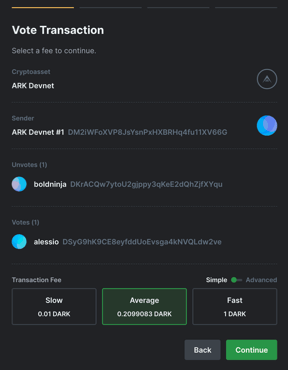 Vote Transaction
Select a fee to continue.
Cryptoasset
ARK Devnet
Sender
ARK Devnet #1 DM2iWFoXVP8JsYsnPxHXBRHq4fu11XV66G
Unvotes (1)
boldninja DKrACQw7ytoU2gjppy3qKeE2dQhZjfXYqu
Votes (1)
alessio DSyG9hK9CE8eyfddUoEvsga4kNVQLdw2ve
Transaction Fee Simple Advanced
Slow Average Fast
0.01 DARK 0.2099083 DARK 1 DARK
Back Continue